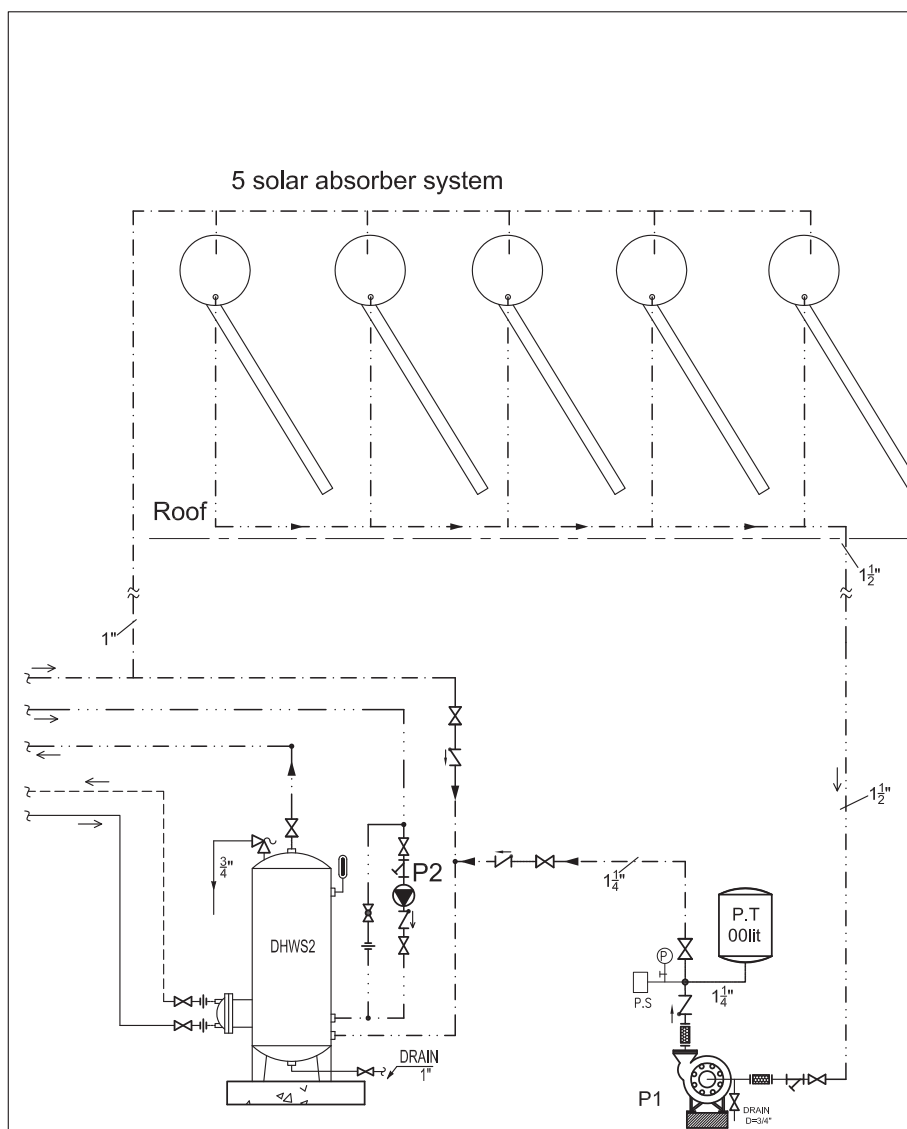 5 solar absorber system
Roof
1½"
1"
1½"
¾"
P2
1¼"
P.T
00lit
DHWS2
P
P.S
1¼"
DRAIN
1"
P1
DRAIN
D=3/4"